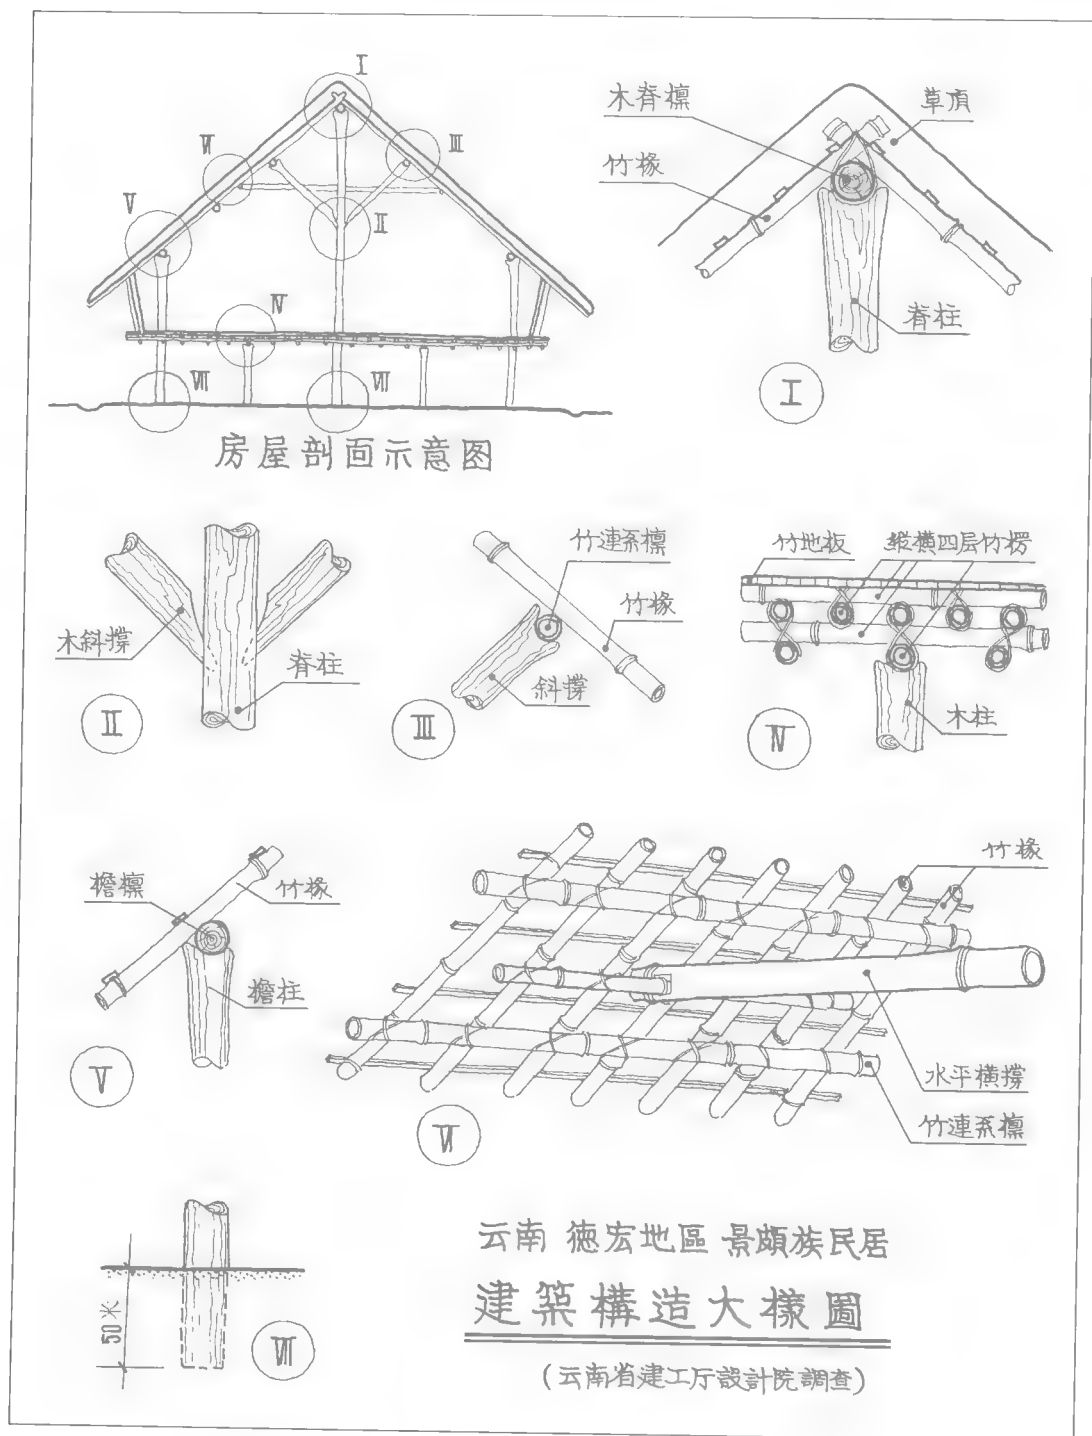 Ⅰ
Ⅵ
Ⅲ
Ⅴ
Ⅱ
Ⅳ
Ⅶ
Ⅶ
房屋剖面示意图
木脊檩
草頂
竹椽
脊柱
Ⅰ
木斜撑
脊柱
Ⅱ
竹連系檩
竹椽
斜撑
Ⅲ
竹地板
縱横四层竹楞
木柱
Ⅳ
檐檩
竹椽
檐柱
Ⅴ
竹椽
水平横撑
竹連系檩
Ⅵ
50米
Ⅶ
云南 德宏地區 景頗族民居
建築構造大樣圖
(云南省建工厅設計院調查)